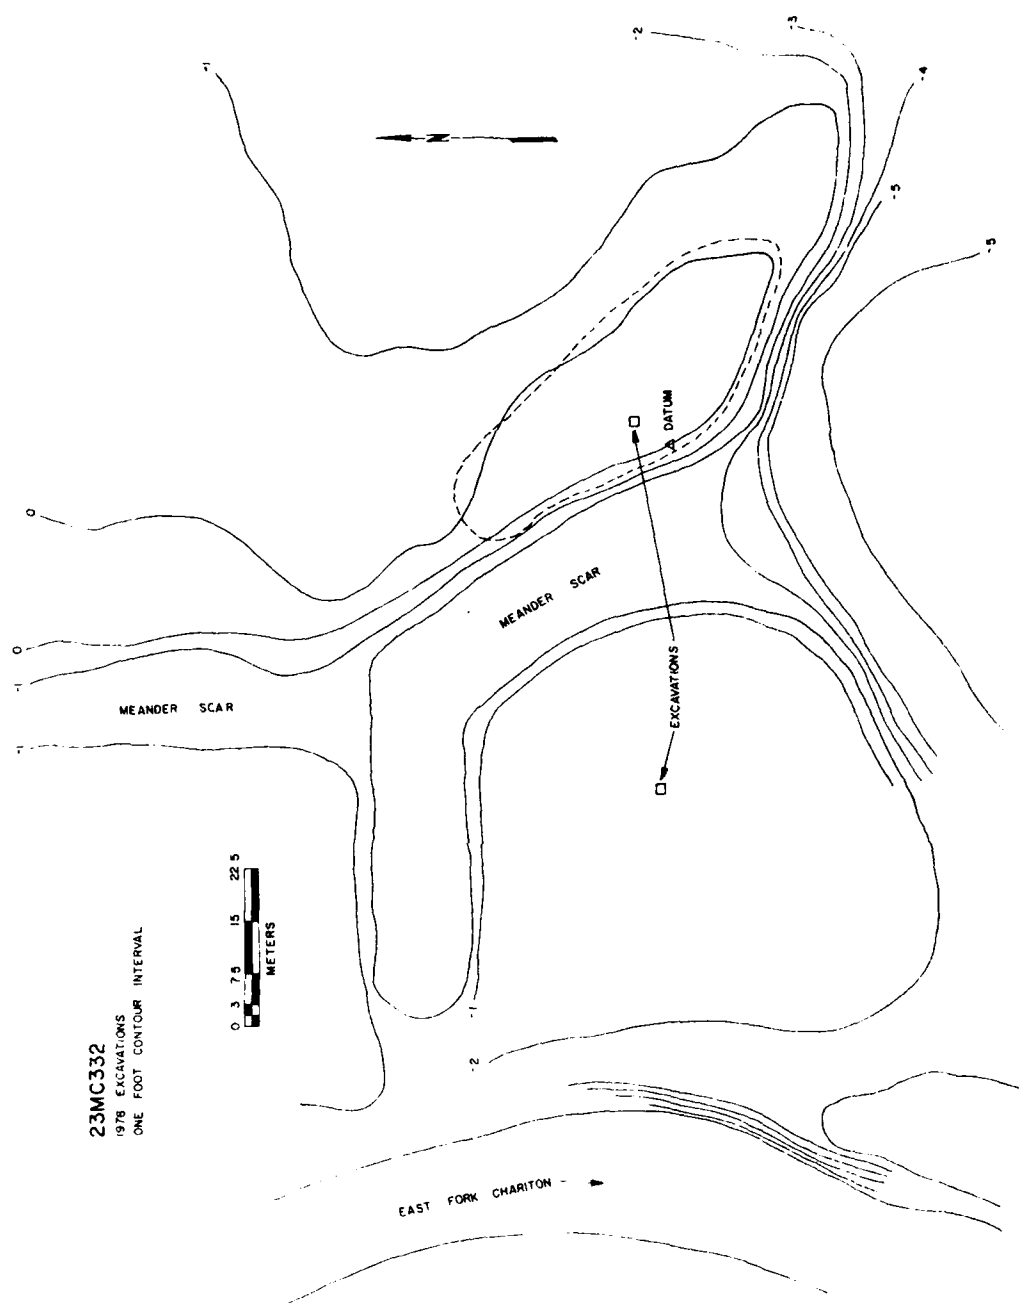 23MC332
1978 EXCAVATIONS
ONE FOOT CONTOUR INTERVAL
0 3 7 5 15 22 5
METERS
N
MEANDER SCAR
MEANDER SCAR
EXCAVATIONS
DATUM
EAST FORK CHARITON
-1
0
0
-1
-1
-2
-3
-4
-5
-5
-1
-2